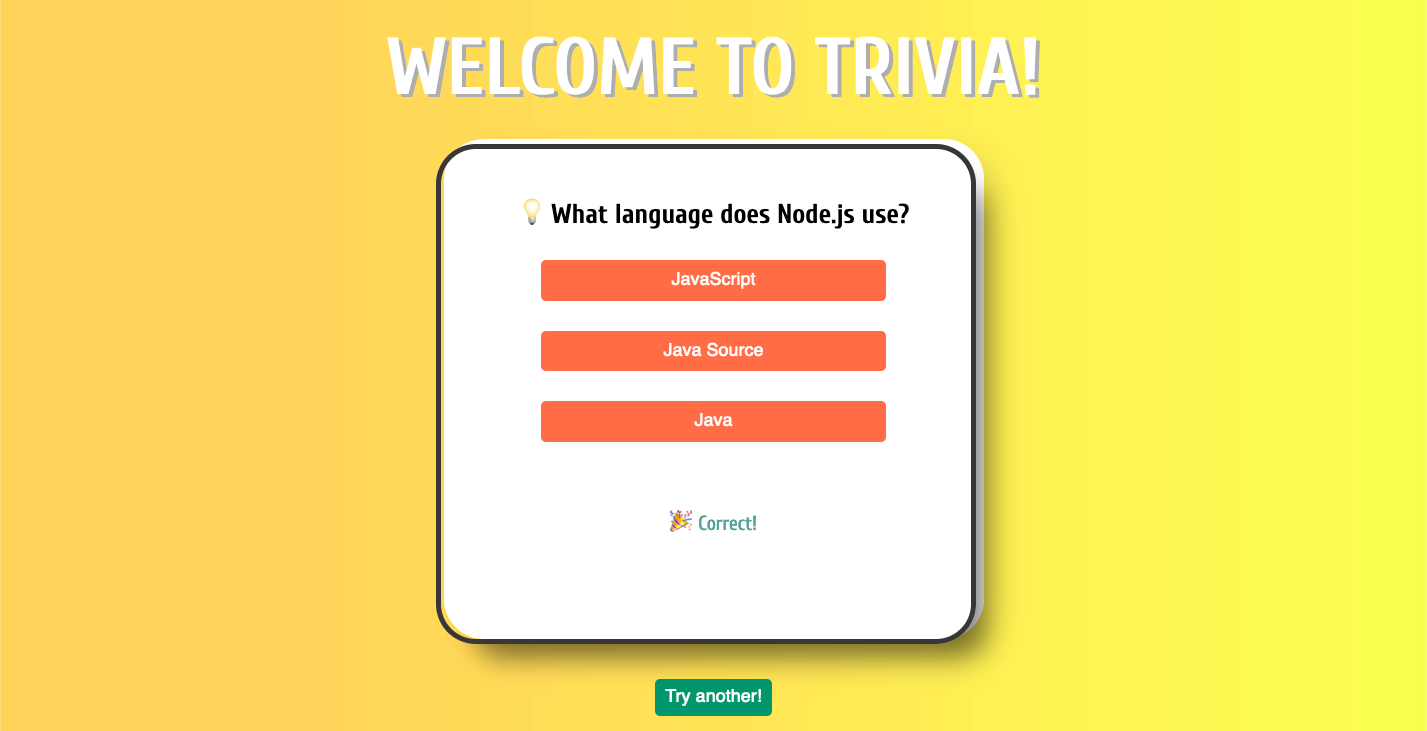 WELCOME TO TRIVIA!
💡 What language does Node.js use?
JavaScript
Java Source
Java
🎉 Correct!
Try another!